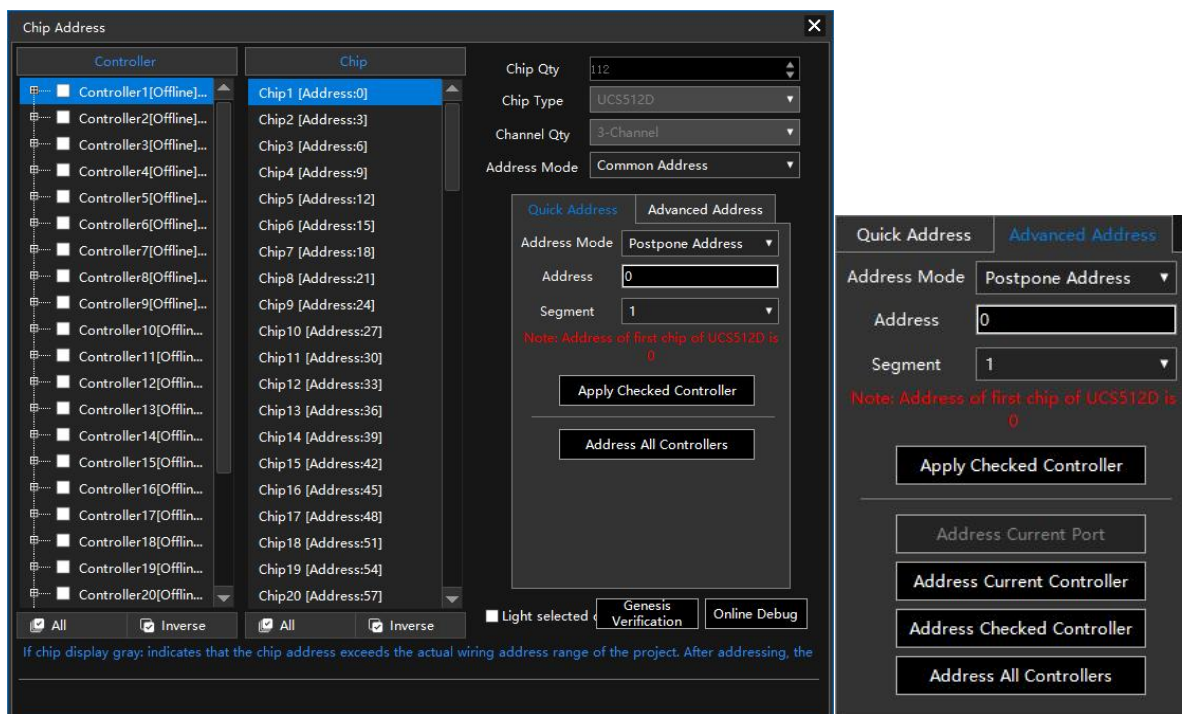 Chip Address
Controller
Controller1[Offline]...
Controller2[Offline]...
Controller3[Offline]...
Controller4[Offline]...
Controller5[Offline]...
Controller6[Offline]...
Controller7[Offline]...
Controller8[Offline]...
Controller9[Offline]...
Controller10[Offlin...
Controller11[Offlin...
Controller12[Offlin...
Controller13[Offlin...
Controller14[Offlin...
Controller15[Offlin...
Controller16[Offlin...
Controller17[Offlin...
Controller18[Offlin...
Controller19[Offlin...
Controller20[Offlin...
All
Inverse
Chip
Chip1 [Address:0]
Chip2 [Address:3]
Chip3 [Address:6]
Chip4 [Address:9]
Chip5 [Address:12]
Chip6 [Address:15]
Chip7 [Address:18]
Chip8 [Address:21]
Chip9 [Address:24]
Chip10 [Address:27]
Chip11 [Address:30]
Chip12 [Address:33]
Chip13 [Address:36]
Chip14 [Address:39]
Chip15 [Address:42]
Chip16 [Address:45]
Chip17 [Address:48]
Chip18 [Address:51]
Chip19 [Address:54]
Chip20 [Address:57]
All
Inverse
Chip Qty 112
Chip Type UCS512D
Channel Qty 3-Channel
Address Mode Common Address
Quick Address Advanced Address
Address Mode Postpone Address
Address 0
Segment 1
Note: Address of first chip of UCS512D is
0
Apply Checked Controller
Address All Controllers
Light selected
Genesis
Verification
Online Debug
If chip display gray: indicates that the chip address exceeds the actual wiring address range of the project. After addressing, the
Quick Address Advanced Address
Address Mode Postpone Address
Address 0
Segment 1
Note: Address of first chip of UCS512D is
0
Apply Checked Controller
Address Current Port
Address Current Controller
Address Checked Controller
Address All Controllers